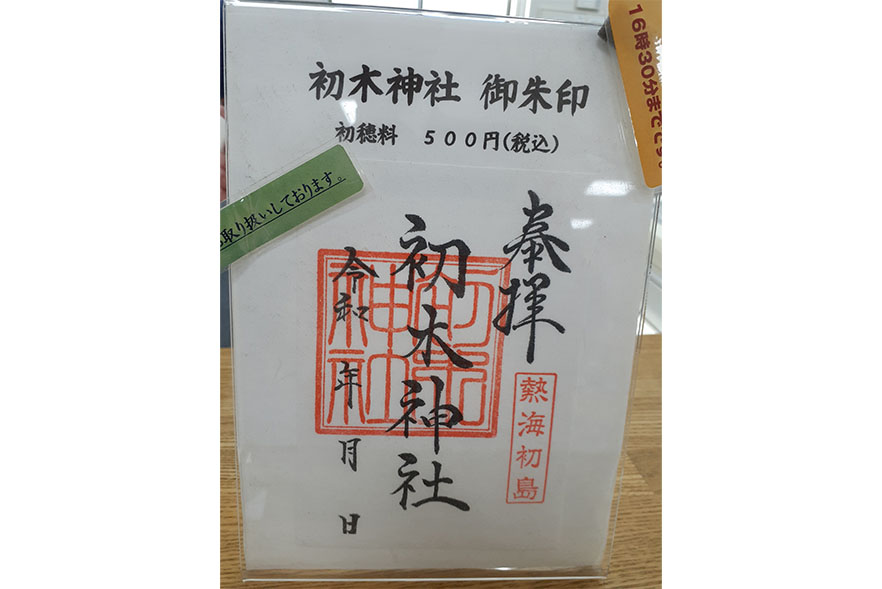 初木神社 御朱印
初穂料 500円(税込)
16時30分までです。
取り扱いしております。
奉拝
熱海初島
初木神社
令和 年 月 日